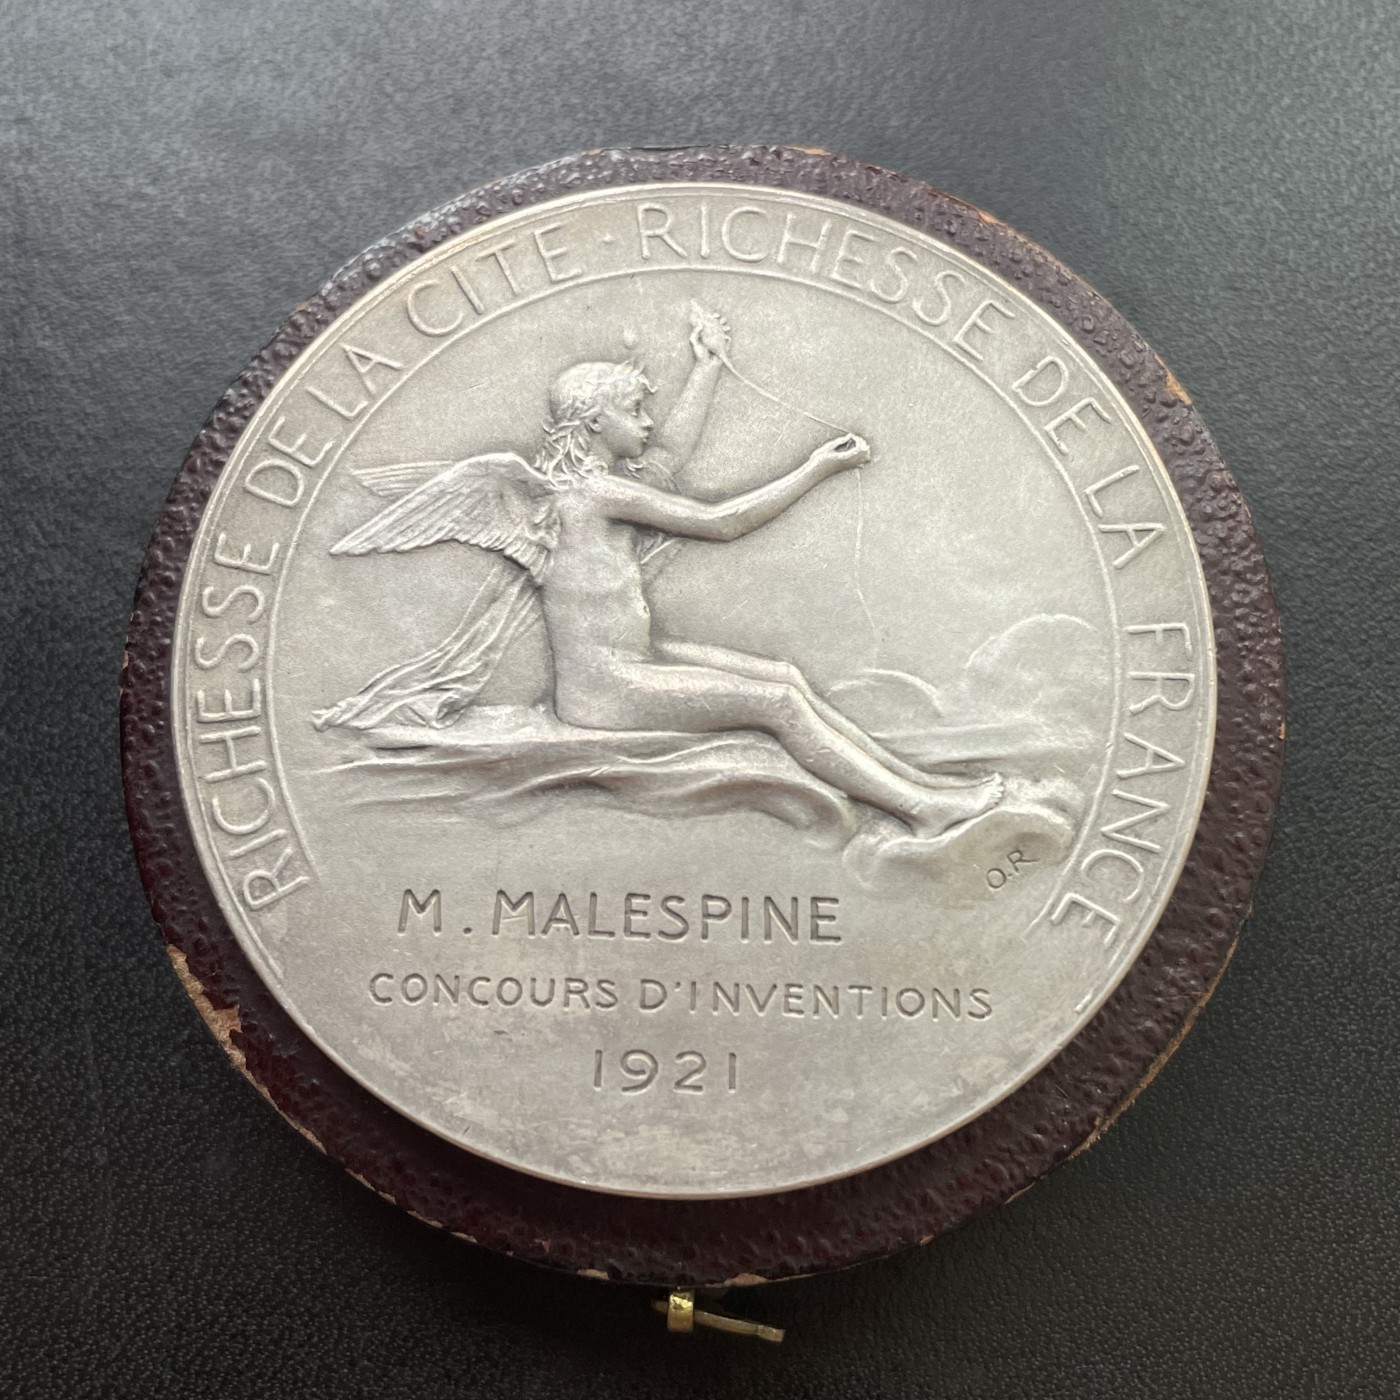 RICHESSE DE LA CITE · RICHESSE DE LA FRANCE
O.R
M. MALESPINE
CONCOURS D'INVENTIONS
1921